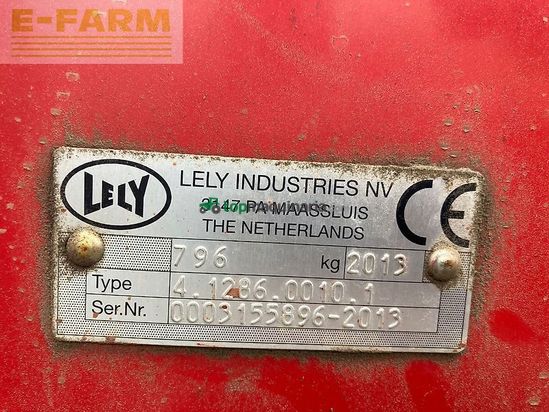 E-FARM
LELY
LELY INDUSTRIES NV
3147 PA MAASSLUIS
THE NETHERLANDS
CE
796 kg 2013
Type 4.1286.0010.1
Ser.Nr. 0003155896-2013